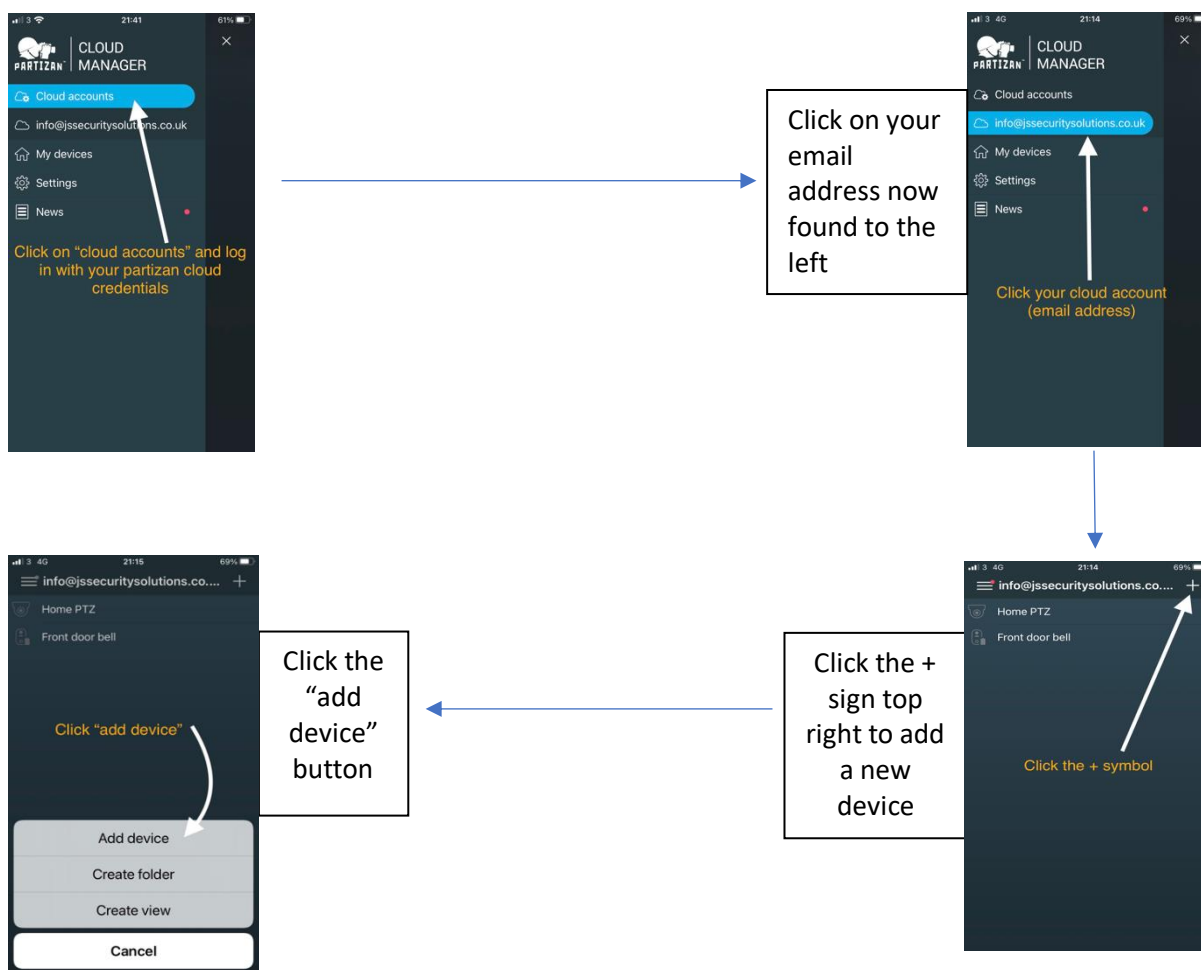 3 21:41 61%
PARTIZAN
CLOUD
MANAGER
Cloud accounts
info@jssecuritysolutions.co.uk
My devices
Settings
News
Click on "cloud accounts" and log
in with your partizan cloud
credentials
Click on your
email
address now
found to the
left
3 4G 21:14 69%
PARTIZAN
CLOUD
MANAGER
Cloud accounts
info@jssecuritysolutions.co.uk
My devices
Settings
News
Click your cloud account
(email address)
3 4G 21:14 69%
info@jssecuritysolutions.co.... +
Home PTZ
Front door bell
Click the + symbol
Click the +
sign top
right to add
a new
device
3 4G 21:15 69%
info@jssecuritysolutions.co.... +
Home PTZ
Front door bell
Click "add device"
Add device
Create folder
Create view
Cancel
Click the
“add
device”
button